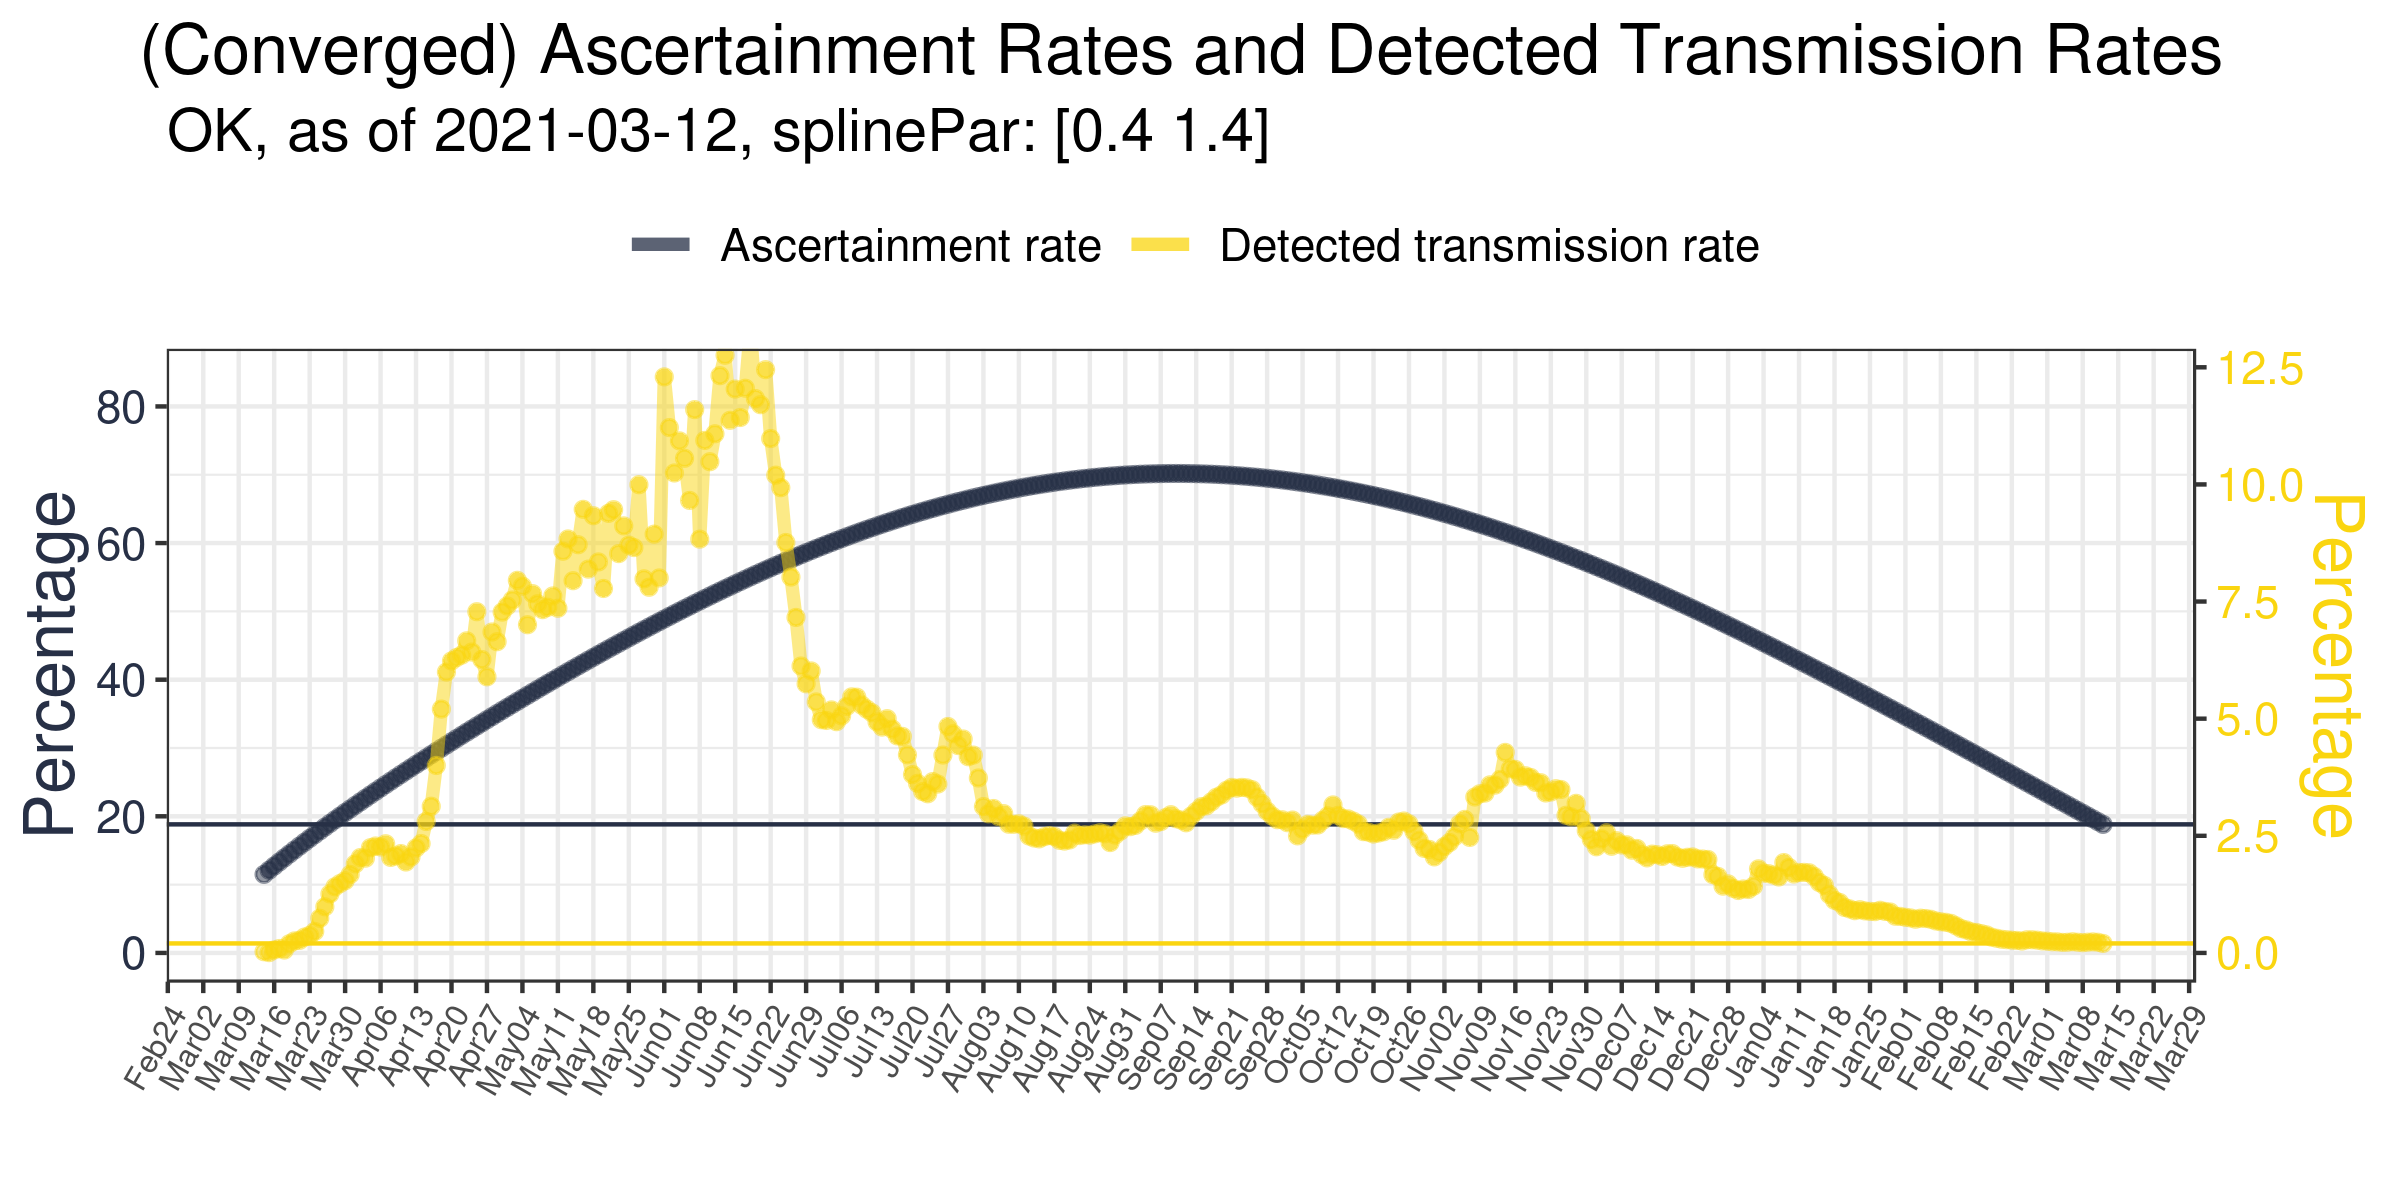 (Converged) Ascertainment Rates and Detected Transmission Rates
OK, as of 2021-03-12, splinePar: [0.4 1.4]
Ascertainment rate
Detected transmission rate
Percentage
80
60
40
20
0
12.5
10.0
7.5
5.0
2.5
0.0
Percentage
Feb24
Mar02
Mar09
Mar16
Mar23
Mar30
Apr06
Apr13
Apr20
Apr27
May04
May11
May18
May25
Jun01
Jun08
Jun15
Jun22
Jun29
Jul06
Jul13
Jul20
Jul27
Aug03
Aug10
Aug17
Aug24
Aug31
Sep07
Sep14
Sep21
Sep28
Oct05
Oct12
Oct19
Oct26
Nov02
Nov09
Nov16
Nov23
Nov30
Dec07
Dec14
Dec21
Dec28
Jan04
Jan11
Jan18
Jan25
Feb01
Feb08
Feb15
Feb22
Mar01
Mar08
Mar15
Mar22
Mar29